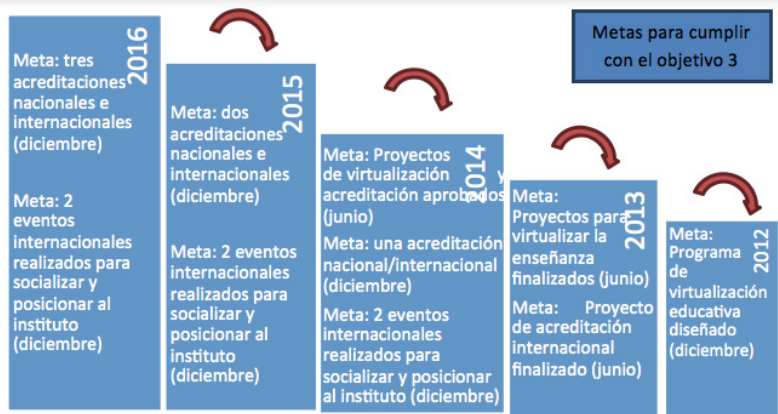 Metas para cumplir
con el objetivo 3
2016
Meta: tres
acreditaciones
nacionales e
internacionales
(diciembre)
Meta: 2
eventos
internacionales
realizados para
socializar y
posicionar al
instituto
(diciembre)
2015
Meta: dos
acreditaciones
nacionales e
internacionales
(diciembre)
Meta: 2 eventos
internacionales
realizados para
socializar y
posicionar al
instituto
(diciembre)
2014
Meta: Proyectos
de virtualización y
acreditación aprobados
(junio)
Meta: una acreditación
nacional/internacional
(diciembre)
Meta: 2 eventos
internacionales
realizados para
socializar y posicionar
al instituto (diciembre)
2013
Meta:
Proyectos para
virtualizar la
enseñanza
finalizados (junio)
Meta: Proyecto
de acreditación
internacional
finalizado (junio)
2012
Meta:
Programa
de
virtualización
educativa
diseñado
(diciembre)